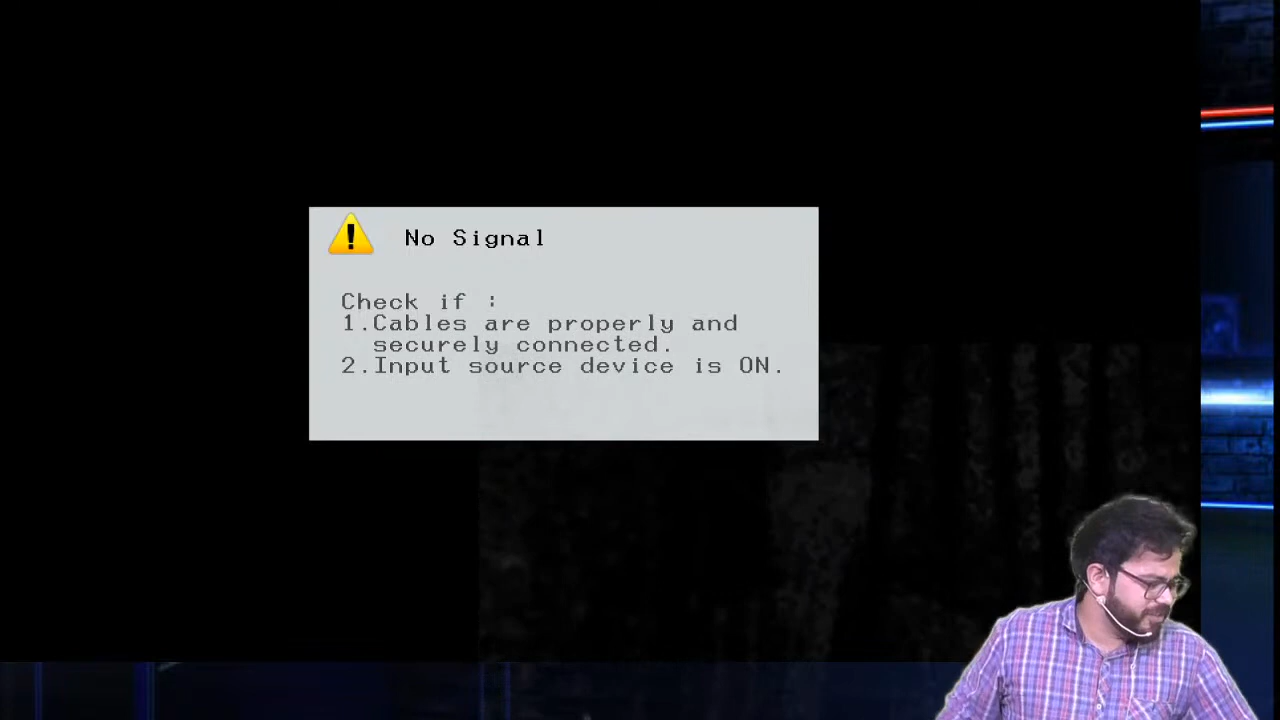 No Signal
Check if :
1.Cables are properly and
securely connected.
2.Input source device is ON.